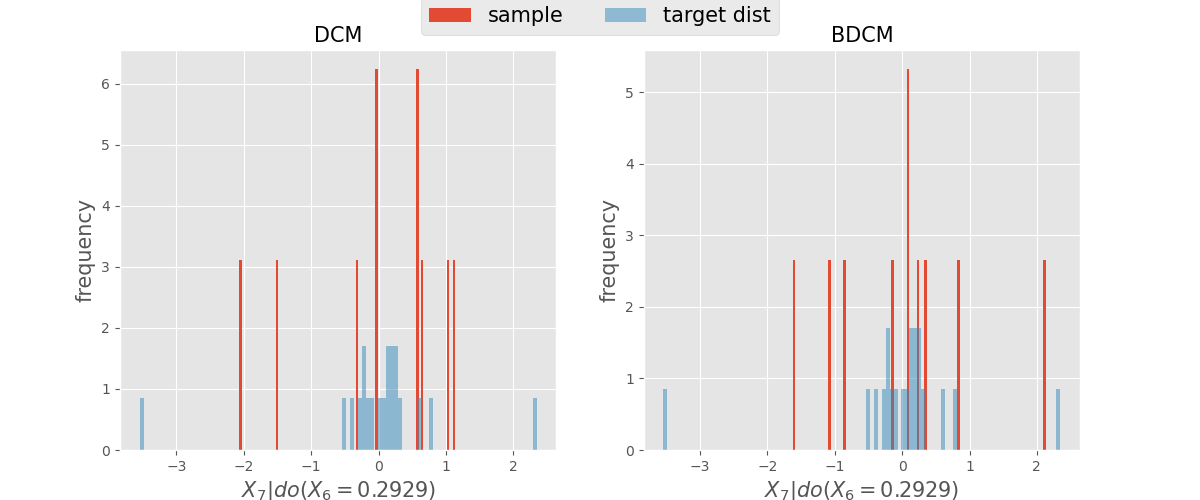 sample target dist
DCM BDCM
6
5
4
3
2
1
0
frequency
−3 −2 −1 0 1 2
X₇|do(X₆ = 0.2929)
5
4
3
2
1
0
frequency
−3 −2 −1 0 1 2
X₇|do(X₆ = 0.2929)